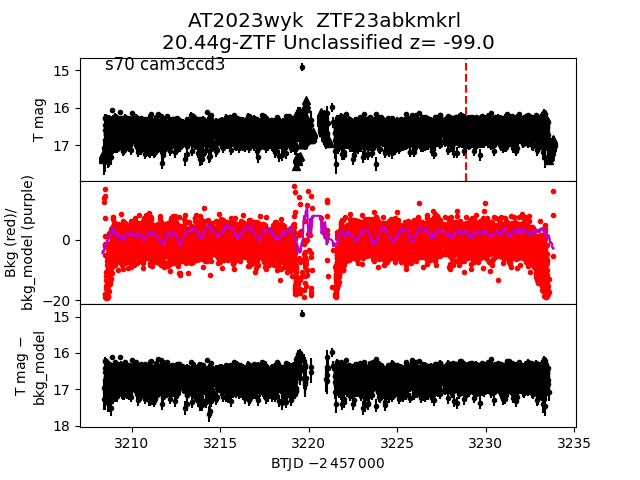 AT2023wyk  ZTF23abkmkrl
20.44g-ZTF Unclassified z= -99.0
s70 cam3ccd3
15
16
17
T mag
0
−20
Bkg (red)/
bkg_model (purple)
15
16
17
18
T mag −
bkg_model
3210 3215 3220 3225 3230 3235
BTJD −2 457 000